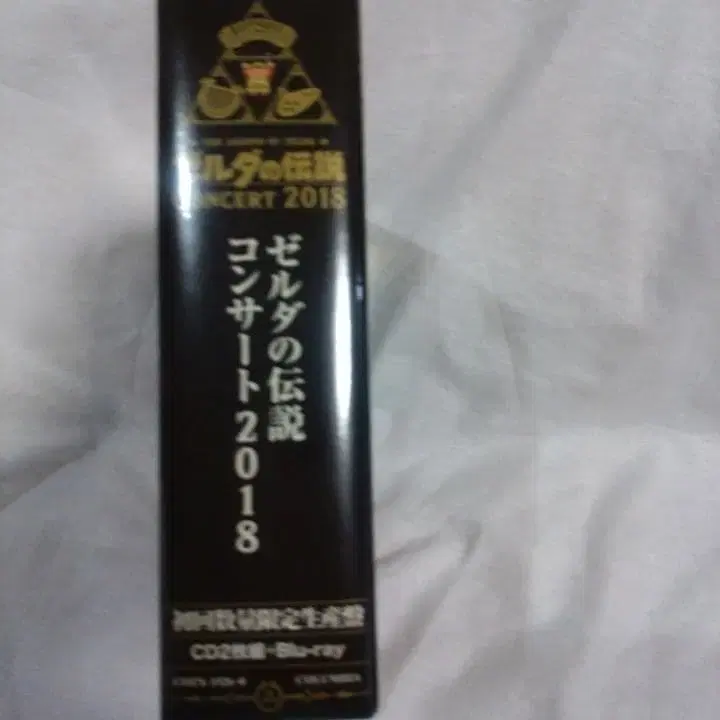 ゼルダの伝説
CONCERT 2018
ゼルダの伝説
コンサート2018
初回数量限定生産盤
CD2枚組+Blu-ray
COLUMBIA